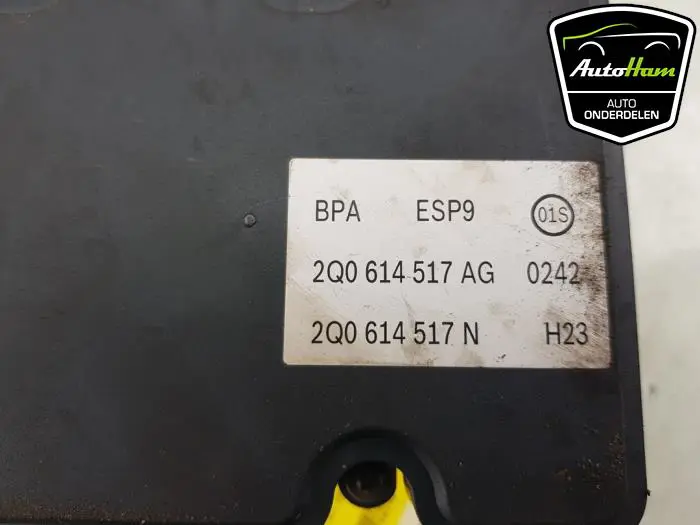 AutoHam
AUTO
ONDERDELEN
BPA ESP9 01S
2Q0 614 517 AG 0242
2Q0 614 517 N H23